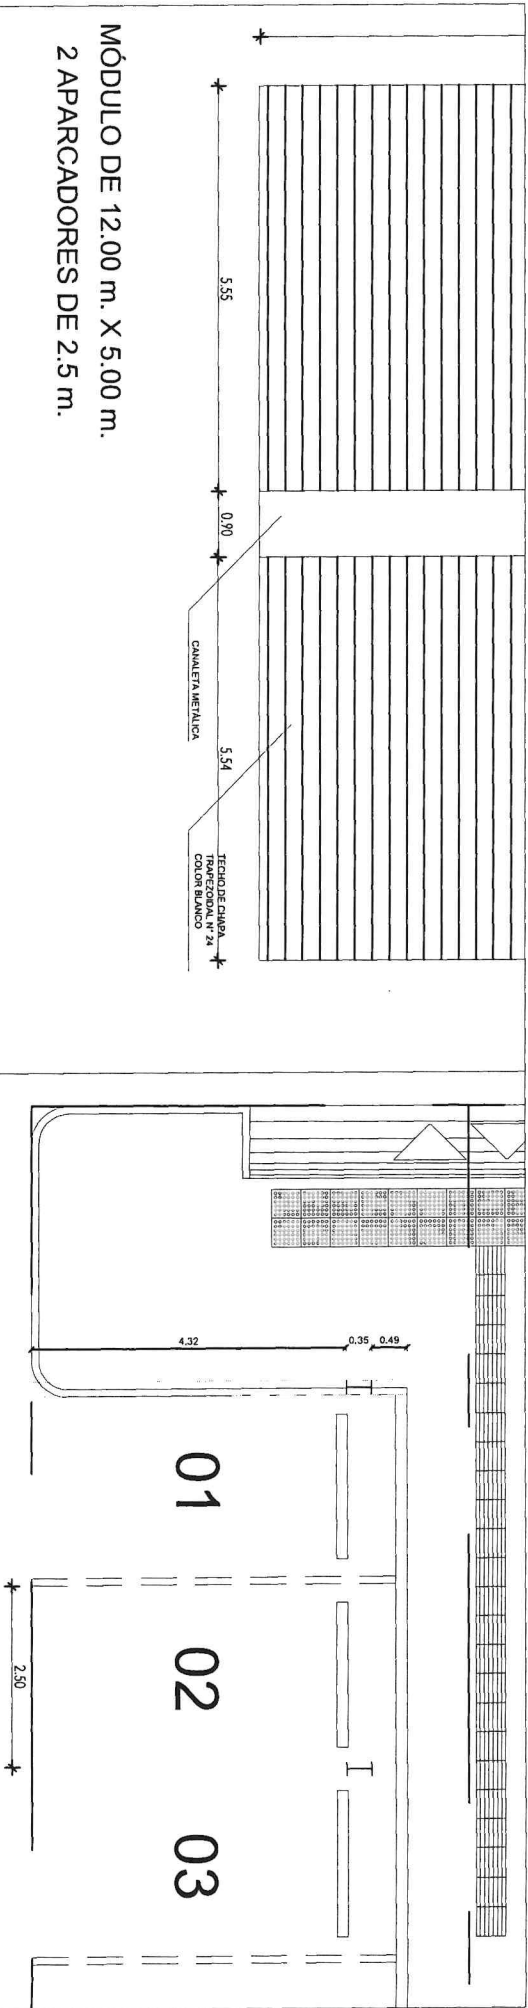 MÓDULO DE 12.00 m. X 5.00 m.
2 APARCADORES DE 2.5 m.
5.55
0.90
5.54
CANALETA METÁLICA
TECHO DE CHAPA
TRAPEZOIDAL N° 24
COLOR BLANCO
4.32
0.35
0.49
01
02
03
2.50